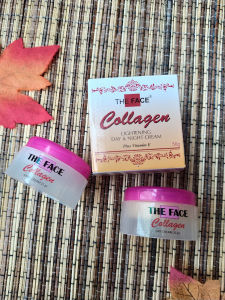 THE FACE
Collagen
LIGHTENING
DAY & NIGHT CREAM
Plus Vitamin E
THE FACE
Collagen
THE FACE
Collagen